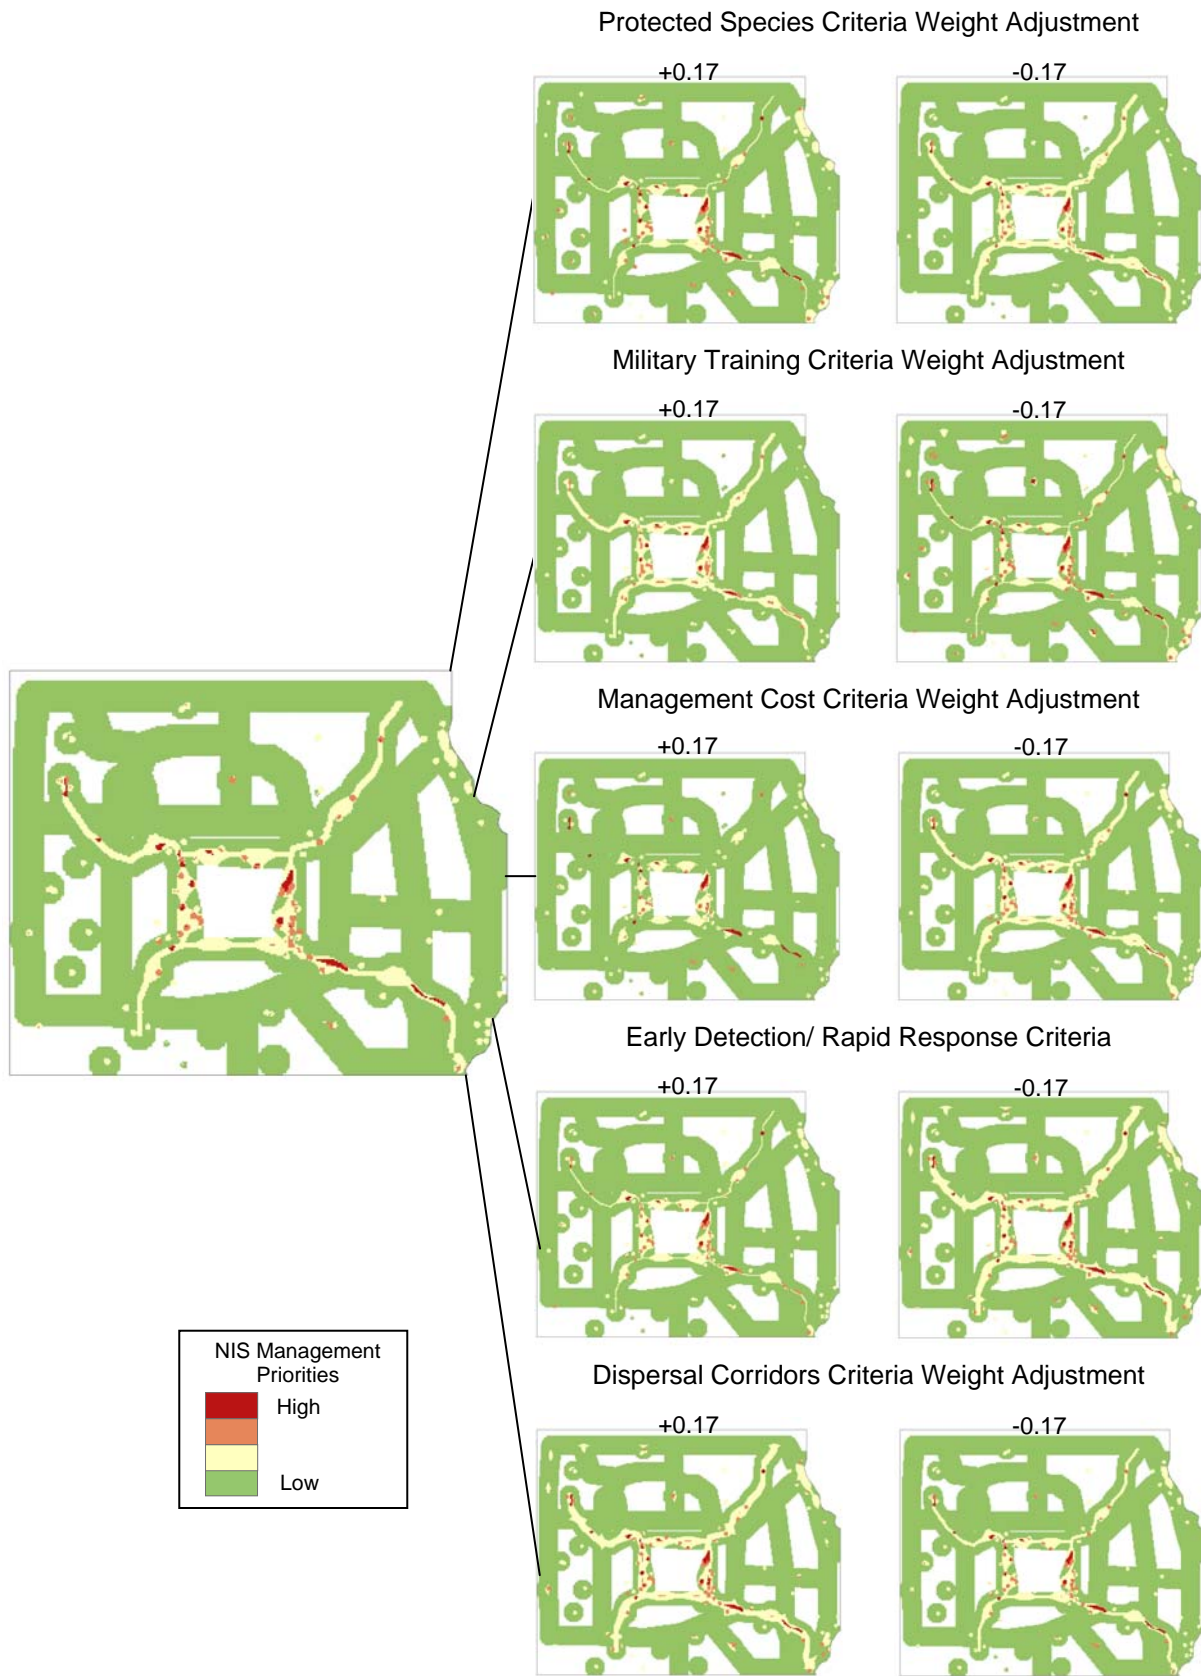 Protected Species Criteria Weight Adjustment
+0.17
-0.17
Military Training Criteria Weight Adjustment
+0.17
-0.17
Management Cost Criteria Weight Adjustment
+0.17
-0.17
Early Detection/ Rapid Response Criteria
+0.17
-0.17
Dispersal Corridors Criteria Weight Adjustment
+0.17
-0.17
NIS Management
Priorities
High
Low